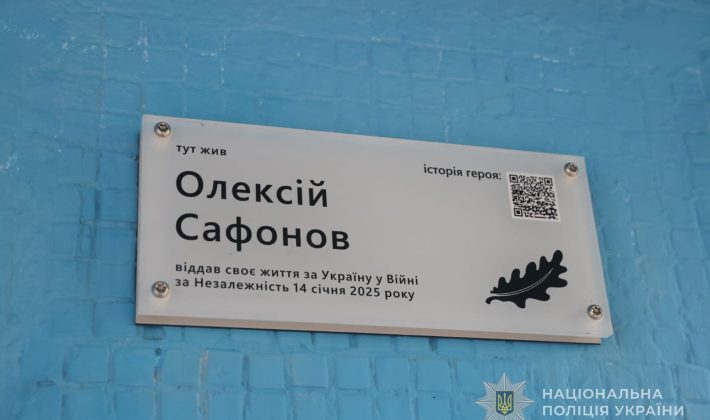 тут жив
історія героя:
Олексій
Сафонов
віддав своє життя за Україну у Війні
за Незалежність 14 січня 2025 року
НАЦІОНАЛЬНА
ПОЛІЦІЯ УКРАЇНИ